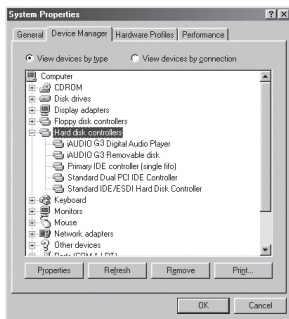 System Properties
General Device Manager Hardware Profiles Performance
View devices by type View devices by connection
Computer
CDROM
Disk drives
Display adapters
Floppy disk controllers
Hard disk controllers
iAUDIO G3 Digital Audio Player
iAUDIO G3 Removable disk
Primary IDE controller (single fifo)
Standard Dual PCI IDE Controller
Standard IDE/ESDI Hard Disk Controller
Keyboard
Monitors
Mouse
Network adapters
Other devices
Ports (COM & LPT)
Properties Refresh Remove Print...
OK Cancel